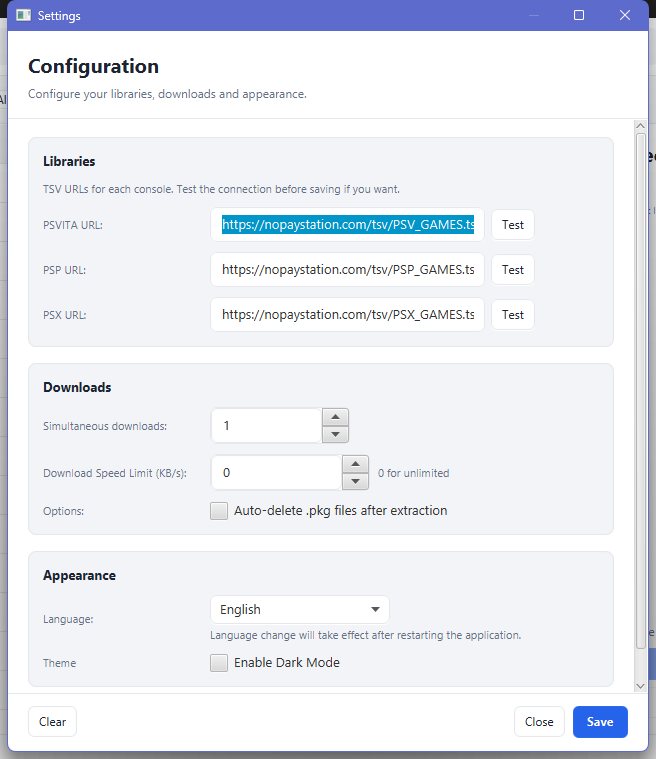 Settings
Configuration
Configure your libraries, downloads and appearance.
Libraries
TSV URLs for each console. Test the connection before saving if you want.
PSVITA URL: https://nopaystation.com/tsv/PSV_GAMES.ts Test
PSP URL: https://nopaystation.com/tsv/PSP_GAMES.ts Test
PSX URL: https://nopaystation.com/tsv/PSX_GAMES.ts Test
Downloads
Simultaneous downloads: 1
Download Speed Limit (KB/s): 0 0 for unlimited
Options: Auto-delete .pkg files after extraction
Appearance
Language: English
Language change will take effect after restarting the application.
Theme Enable Dark Mode
Clear Close Save